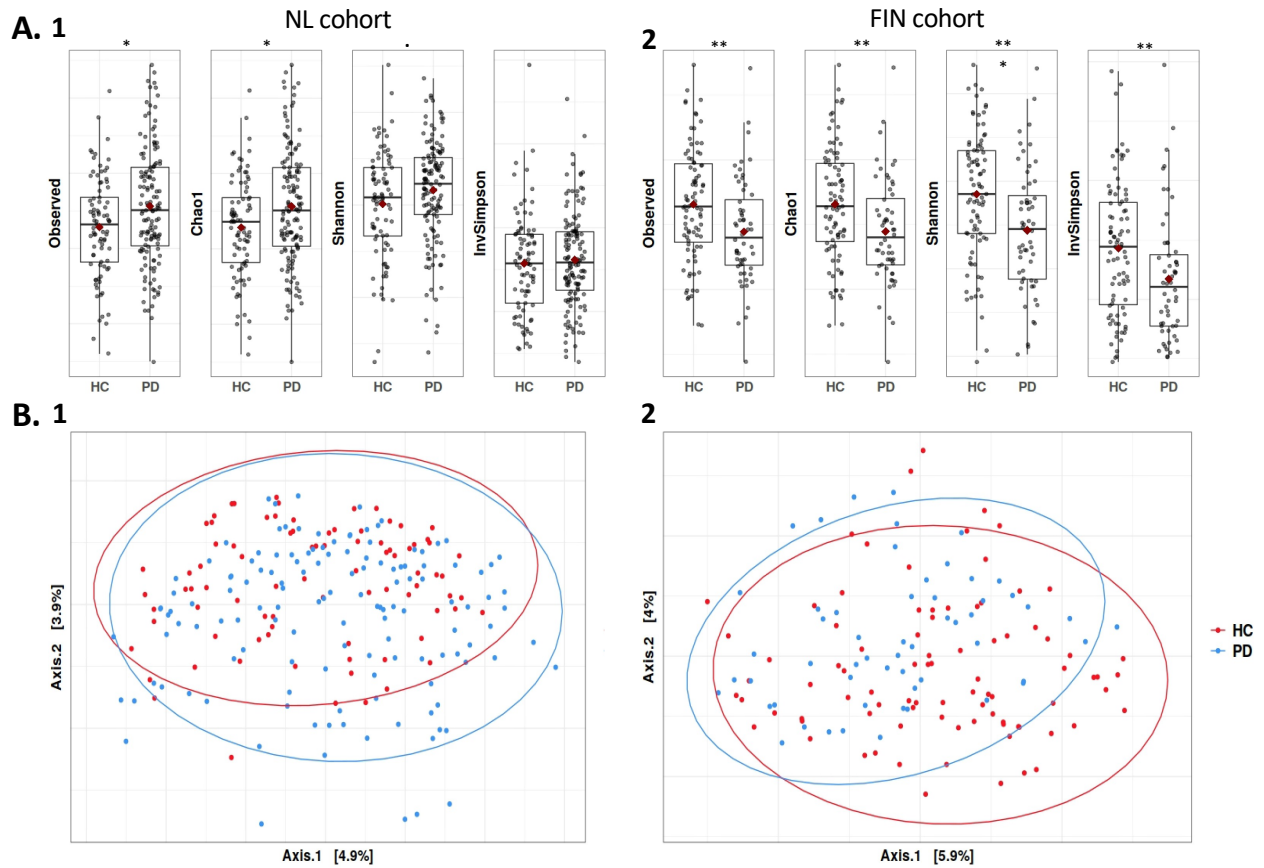 NL cohort
FIN cohort
A. 1
2
*
*
.
**
**
**
*
**
Observed
Chao1
Shannon
InvSimpson
Observed
Chao1
Shannon
InvSimpson
HC PD
HC PD
HC PD
HC PD
HC PD
HC PD
HC PD
HC PD
B. 1
2
Axis.2 [3.9%]
Axis.2 [4%]
HC
PD
Axis.1 [4.9%]
Axis.1 [5.9%]